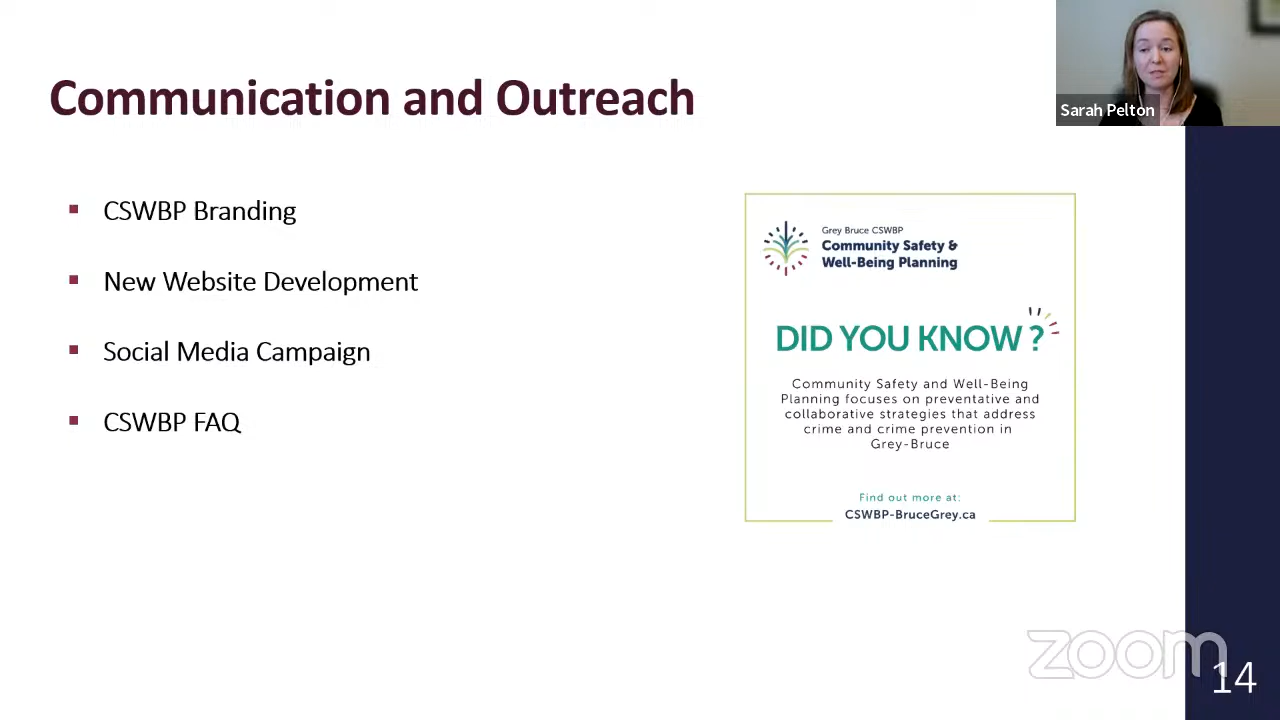 Communication and Outreach
Sarah Pelton
CSWBP Branding
New Website Development
Social Media Campaign
CSWBP FAQ
Grey Bruce CSWBP
Community Safety &
Well-Being Planning
DID YOU KNOW?
Community Safety and Well-Being
Planning focuses on preventative and
collaborative strategies that address
crime and crime prevention in
Grey-Bruce
Find out more at:
CSWBP-BruceGrey.ca
zoom
14